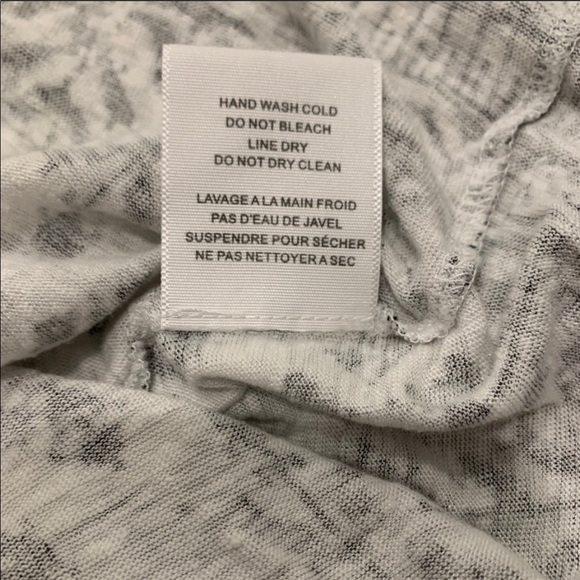 HAND WASH COLD
DO NOT BLEACH
LINE DRY
DO NOT DRY CLEAN
LAVAGE A LA MAIN FROID
PAS D'EAU DE JAVEL
SUSPENDRE POUR SÉCHER
NE PAS NETTOYER A SEC